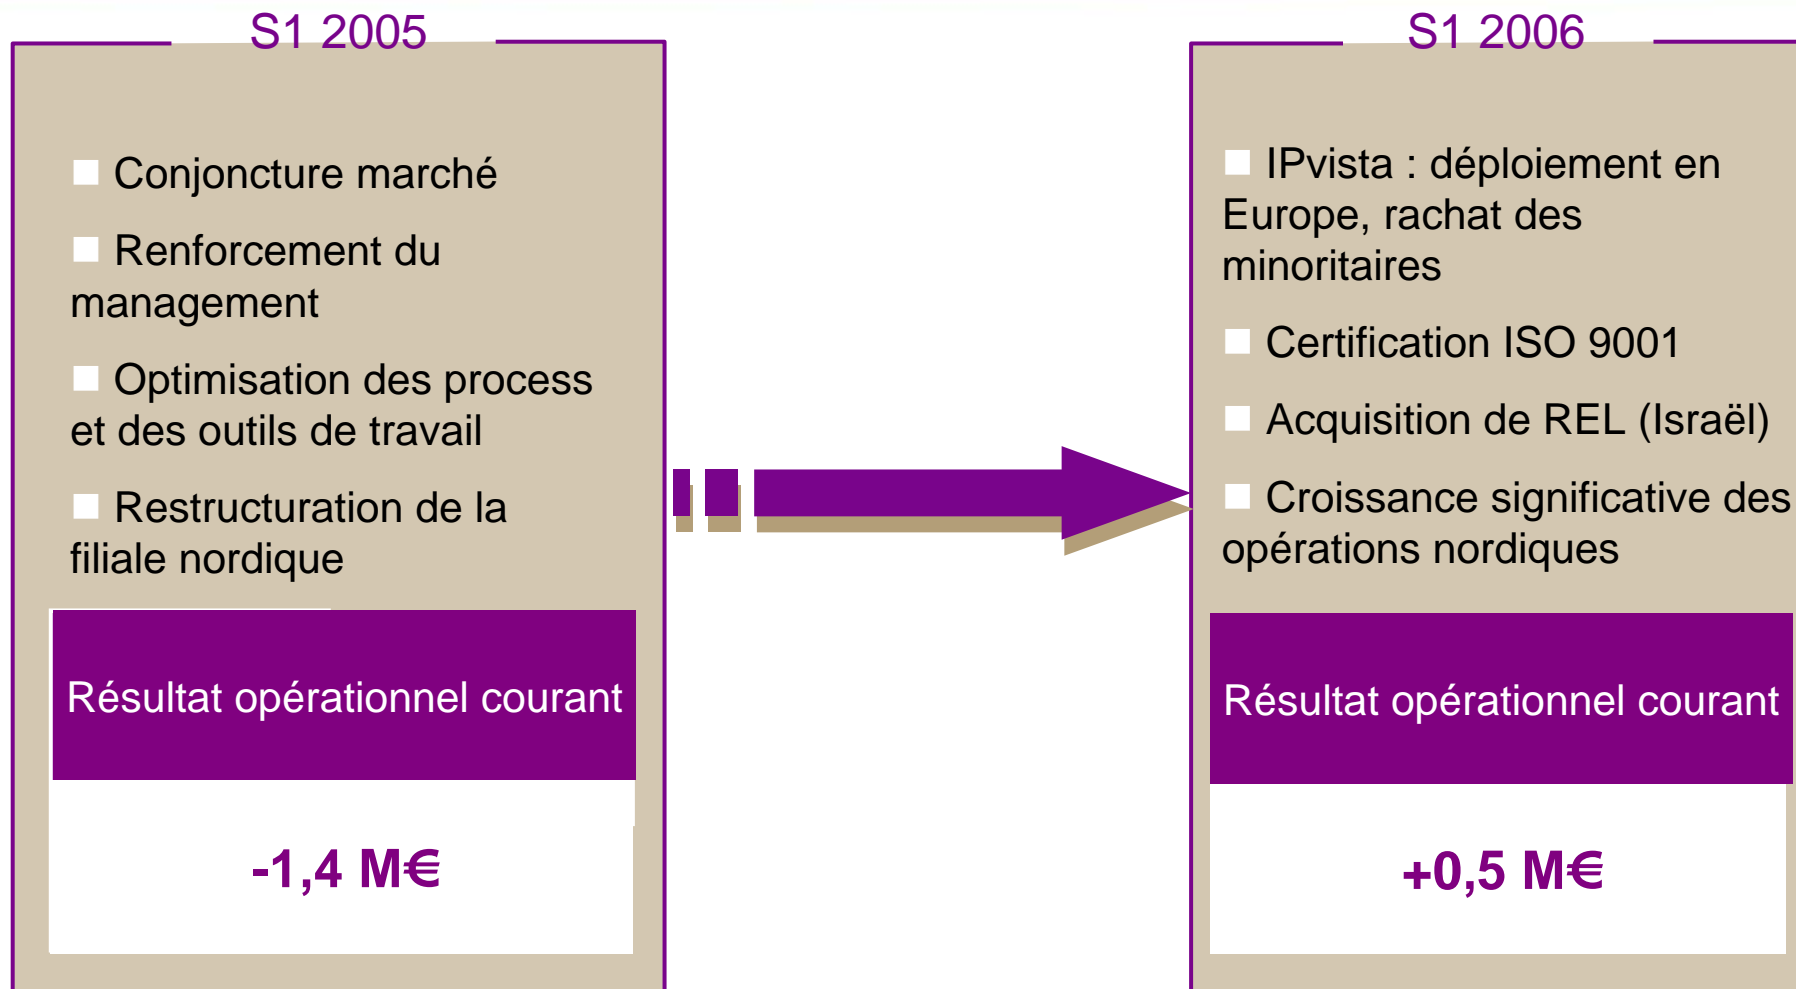 S1 2005
Conjoncture marché
Renforcement du
management
Optimisation des process
et des outils de travail
Restructuration de la
filiale nordique
Résultat opérationnel courant
-1,4 M€
S1 2006
IPvista : déploiement en
Europe, rachat des
minoritaires
Certification ISO 9001
Acquisition de REL (Israël)
Croissance significative des
opérations nordiques
Résultat opérationnel courant
+0,5 M€